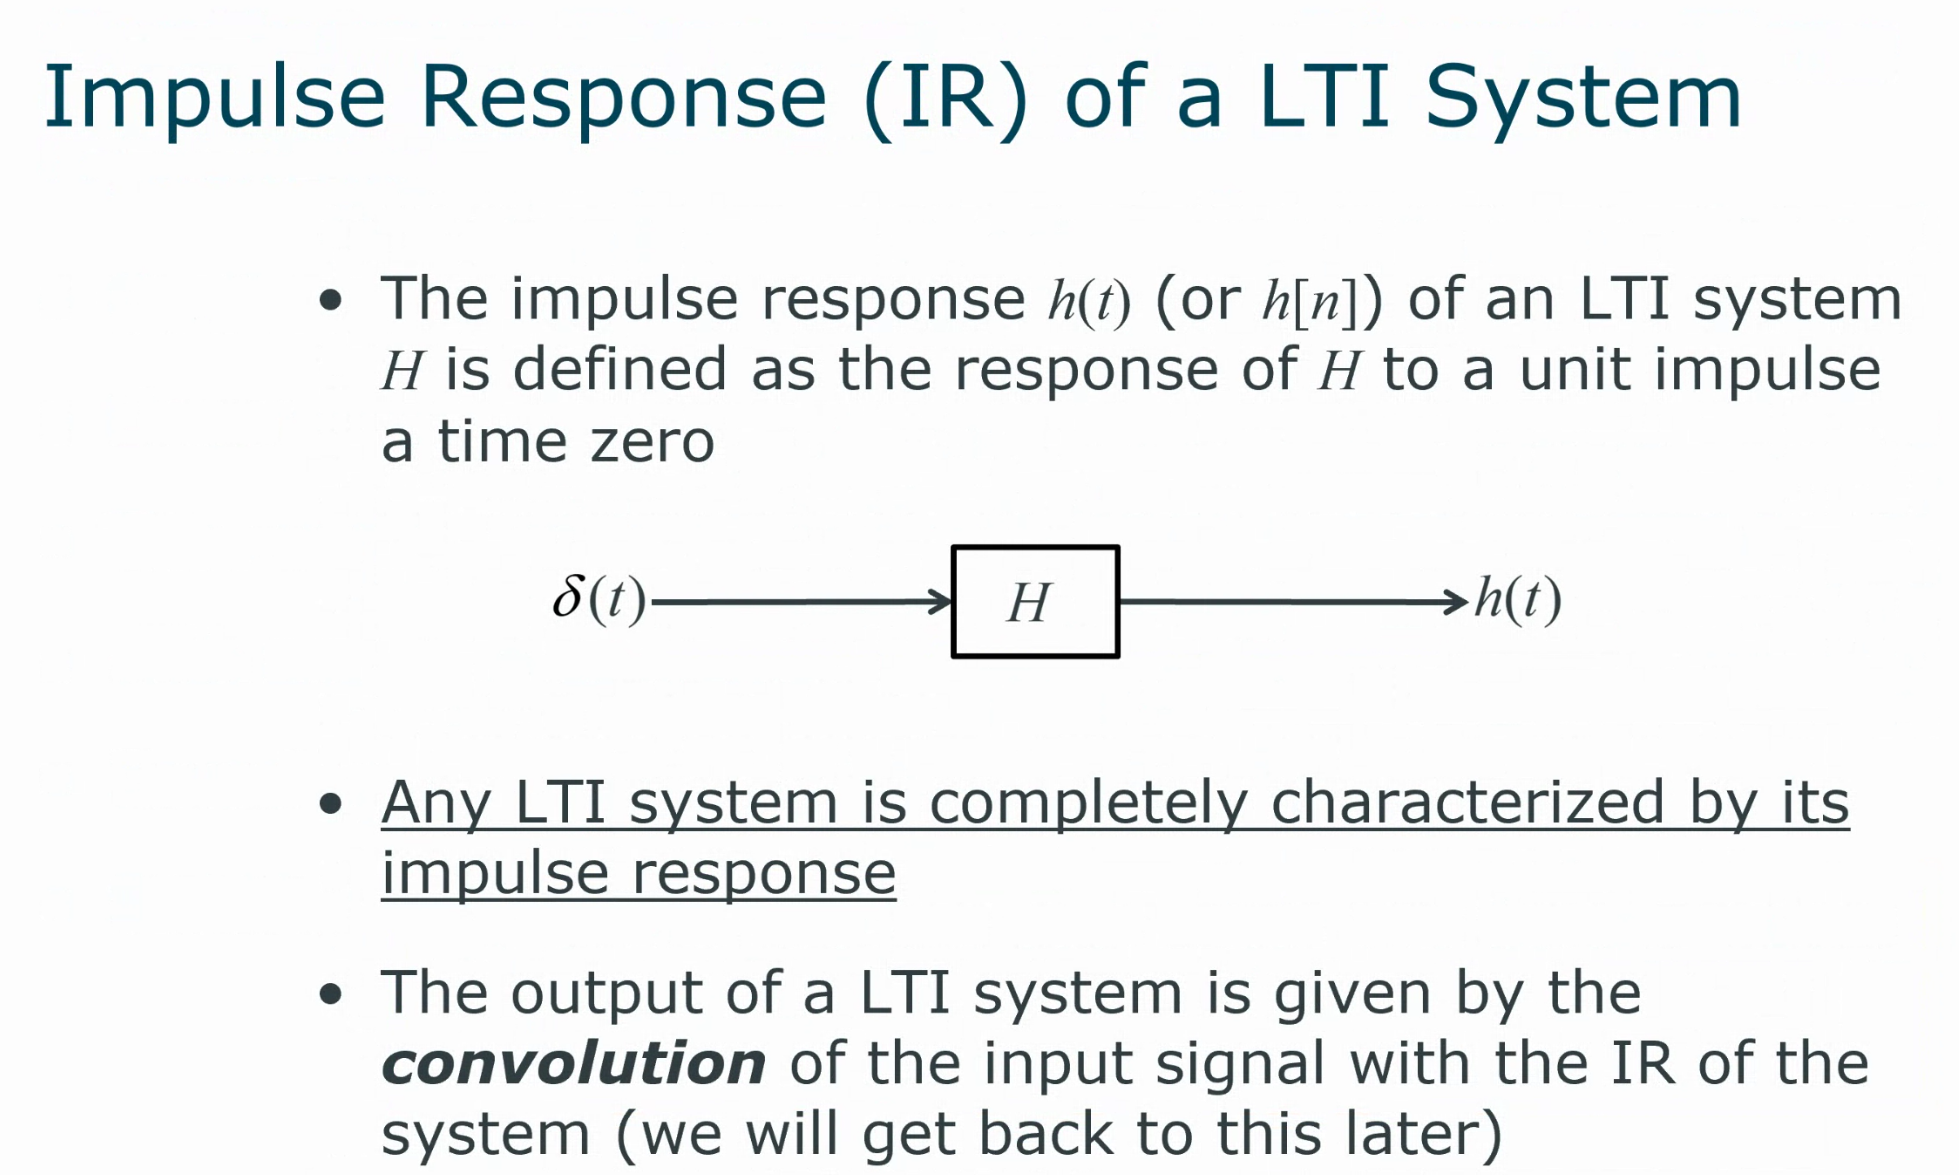 Impulse Response (IR) of a LTI System
• The impulse response h(t) (or h[n]) of an LTI system
H is defined as the response of H to a unit impulse
a time zero
δ(t) H h(t)
• Any LTI system is completely characterized by its
impulse response
• The output of a LTI system is given by the
convolution of the input signal with the IR of the
system (we will get back to this later)